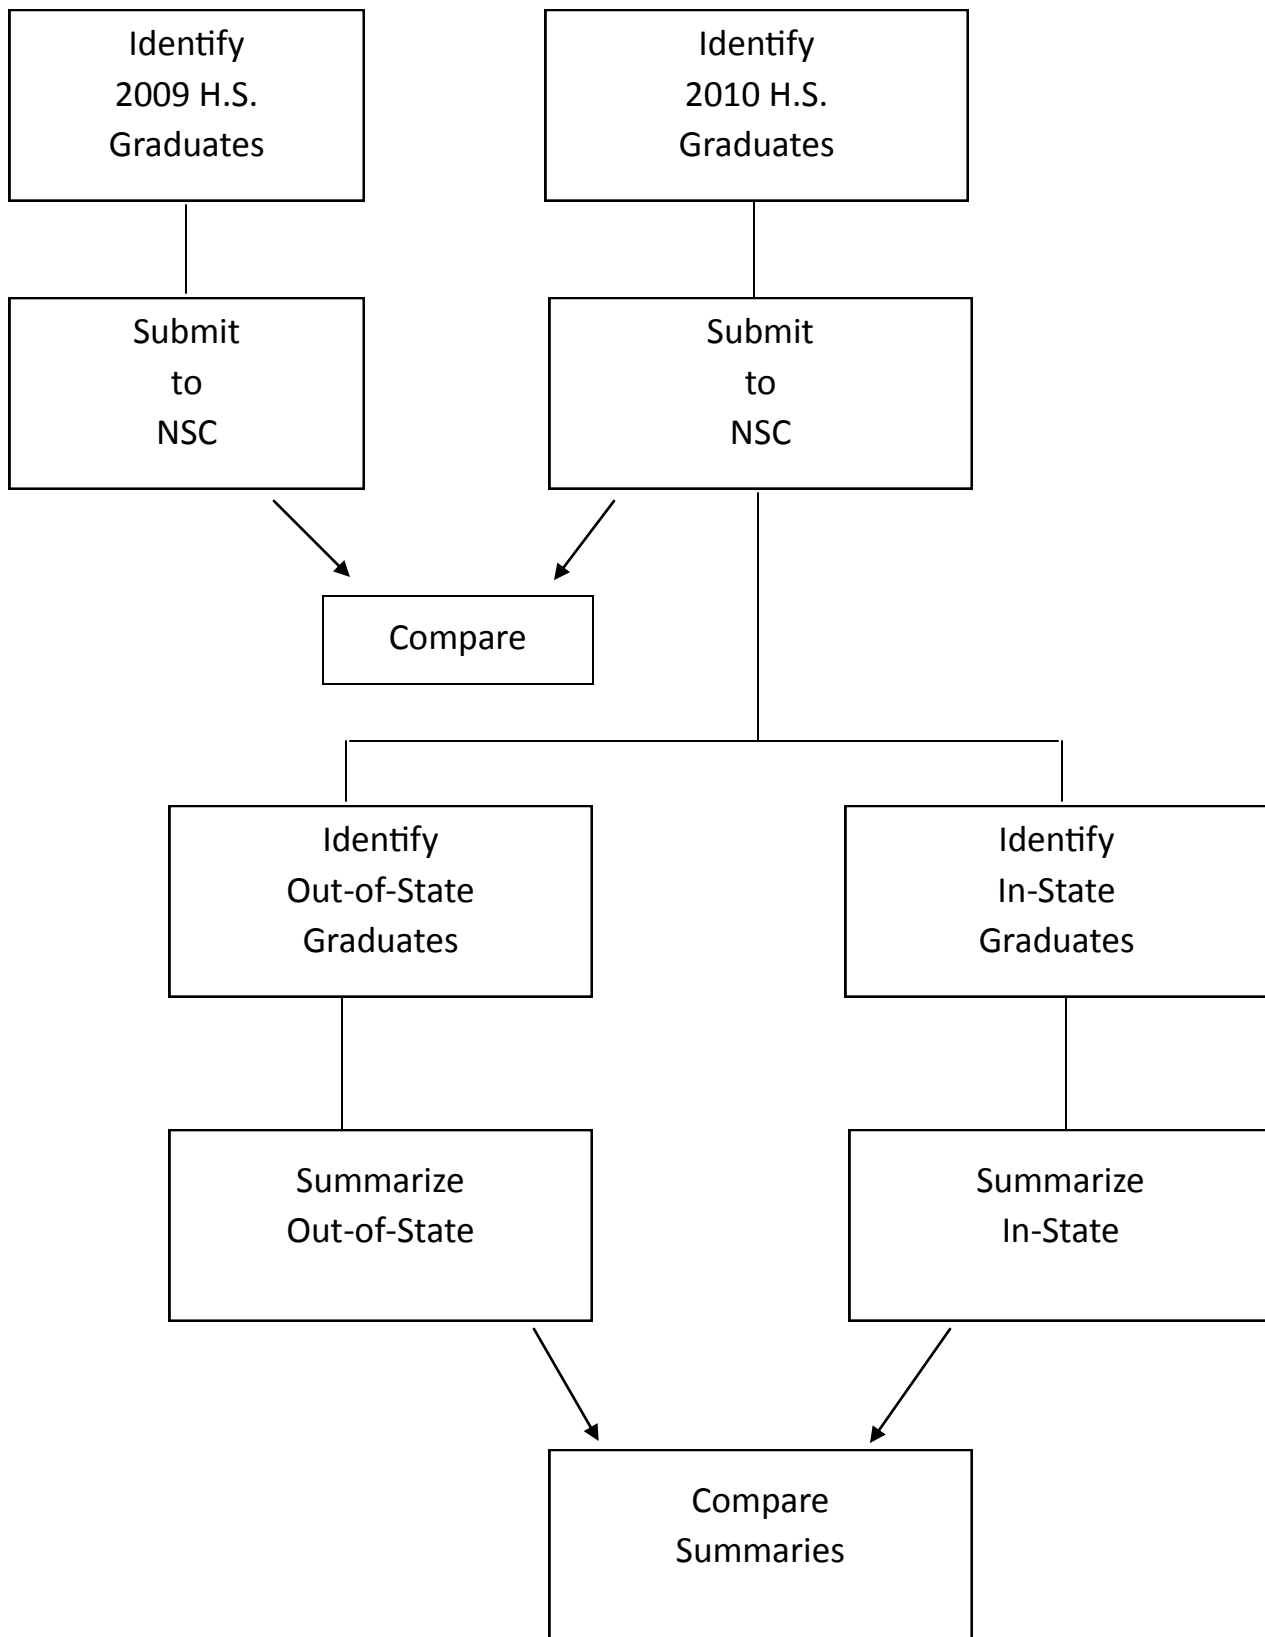 Identify
2009 H.S.
Graduates
Identify
2010 H.S.
Graduates
Submit
to
NSC
Submit
to
NSC
Compare
Identify
Out-of-State
Graduates
Identify
In-State
Graduates
Summarize
Out-of-State
Summarize
In-State
Compare
Summaries